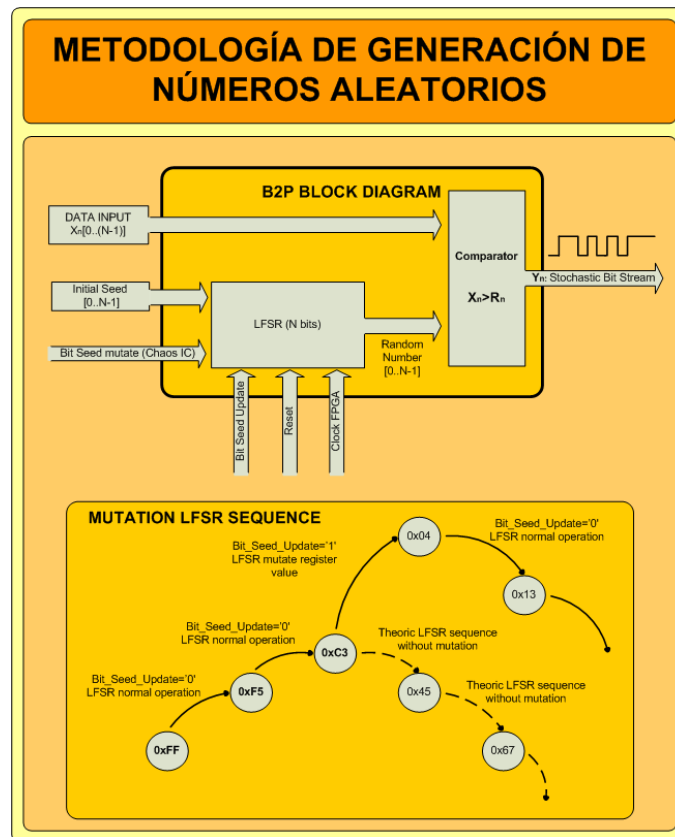 METODOLOGÍA DE GENERACIÓN DE
NÚMEROS ALEATORIOS
B2P BLOCK DIAGRAM
DATA INPUT
Xn[0..(N-1)]
Initial Seed
[0..N-1]
Bit Seed mutate (Chaos IC)
LFSR (N bits)
Random
Number
[0..N-1]
Comparator
Xn>Rn
Yn: Stochastic Bit Stream
Bit Seed Update
Reset
Clock FPGA
MUTATION LFSR SEQUENCE
Bit_Seed_Update='1'
LFSR mutate register
value
0x04
Bit_Seed_Update='0'
LFSR normal operation
0x13
Bit_Seed_Update='0'
LFSR normal operation
0xC3
Theoric LFSR sequence
without mutation
Bit_Seed_Update='0'
LFSR normal operation
0xF5
0x45
Theoric LFSR sequence
without mutation
0xFF
0x67